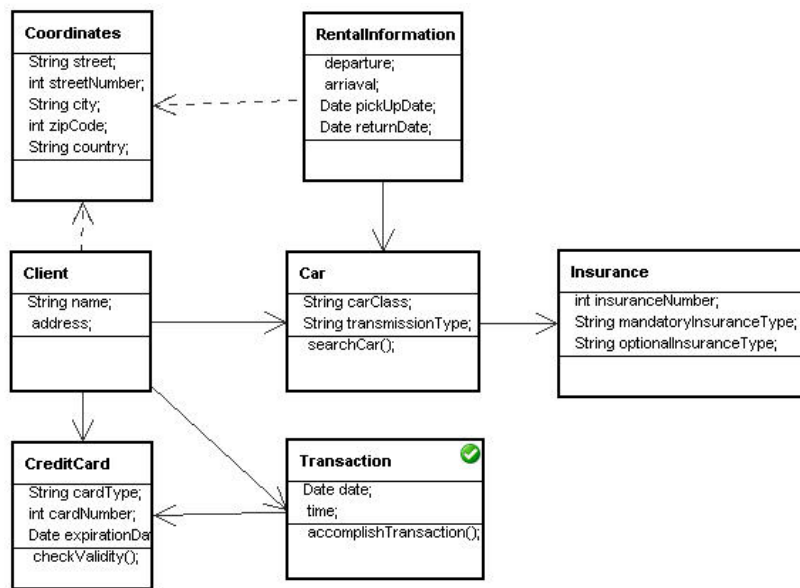 Coordinates
String street;
int streetNumber;
String city;
int zipCode;
String country;
RentalInformation
departure;
arriaval;
Date pickUpDate;
Date returnDate;
Client
String name;
address;
Car
String carClass;
String transmissionType;
searchCar();
Insurance
int insuranceNumber;
String mandatoryInsuranceType;
String optionalInsuranceType;
CreditCard
String cardType;
int cardNumber;
Date expirationDa
checkValidity();
Transaction
Date date;
time;
accomplishTransaction();